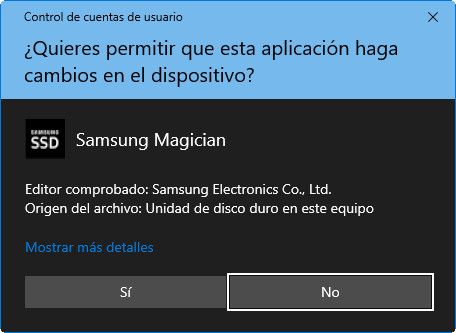 Control de cuentas de usuario
¿Quieres permitir que esta aplicación haga
cambios en el dispositivo?
SAMSUNG
SSD
Samsung Magician
Editor comprobado: Samsung Electronics Co., Ltd.
Origen del archivo: Unidad de disco duro en este equipo
Mostrar más detalles
Sí
No